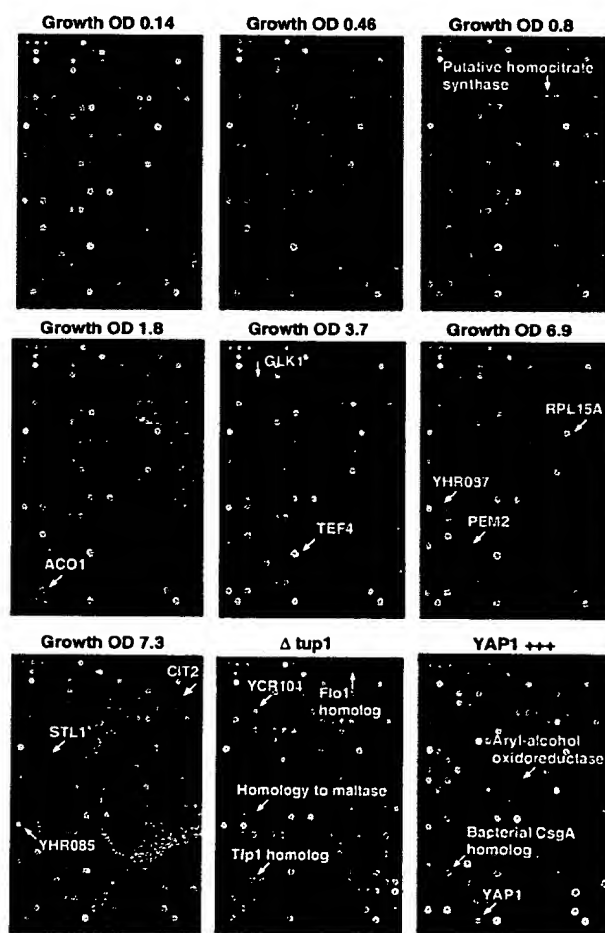 Growth OD 0.14
Growth OD 0.46
Growth OD 0.8
Putative homocitrate
synthase
Growth OD 1.8
Growth OD 3.7
Growth OD 6.9
ACO1
GLK1
TEF4
RPL15A
YHR087
PEM2
Growth OD 7.3
Δ tup1
YAP1 +++
CIT2
STL1
YHR085
Flo1
homolog
Homology to maltase
Tip1 homolog
Aryl-alcohol
oxidoreductase
Bacterial CsgA
homolog
YAP1